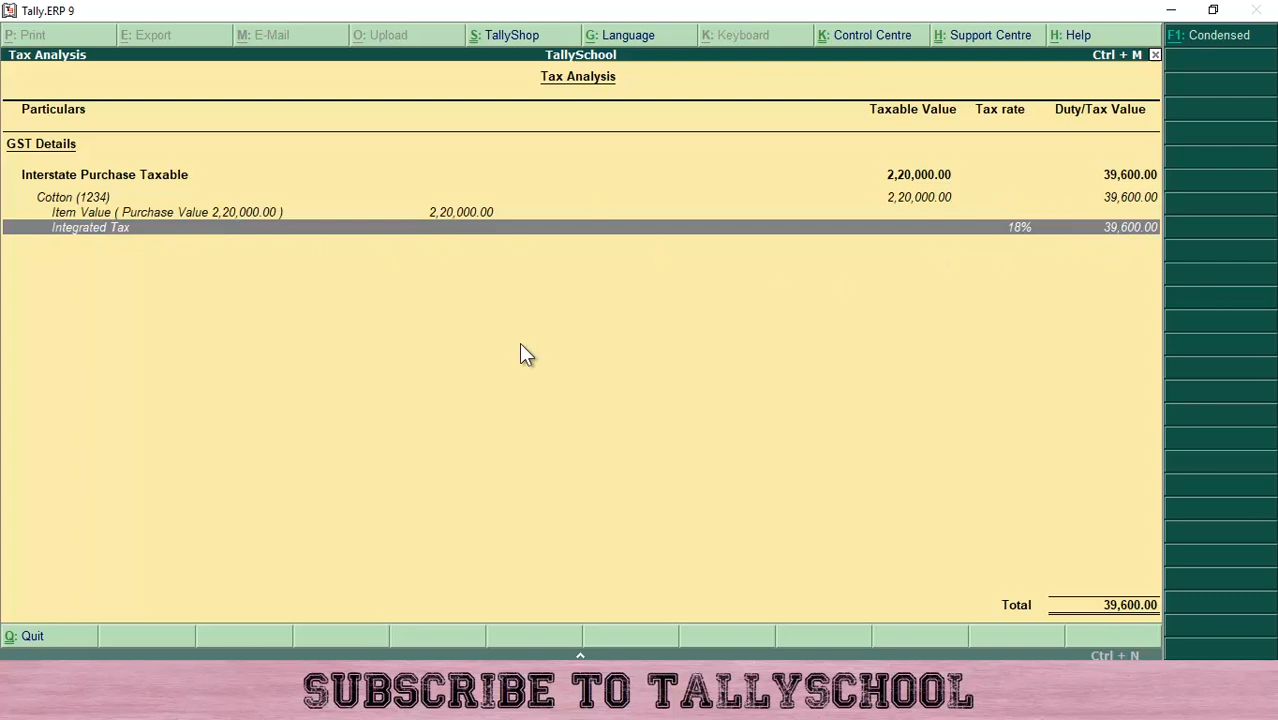 Tally.ERP 9
P: Print E: Export M: E-Mail O: Upload S: TallyShop G: Language K: Keyboard K: Control Centre H: Support Centre H: Help F1: Condensed
Tax Analysis TallySchool Ctrl + M
Tax Analysis
Particulars Taxable Value Tax rate Duty/Tax Value
GST Details
Interstate Purchase Taxable 2,20,000.00 39,600.00
Cotton (1234) 2,20,000.00 39,600.00
Item Value ( Purchase Value 2,20,000.00 ) 2,20,000.00
Integrated Tax 18% 39,600.00
Total 39,600.00
Q: Quit
Ctrl + N
SUBSCRIBE TO TALLYSCHOOL